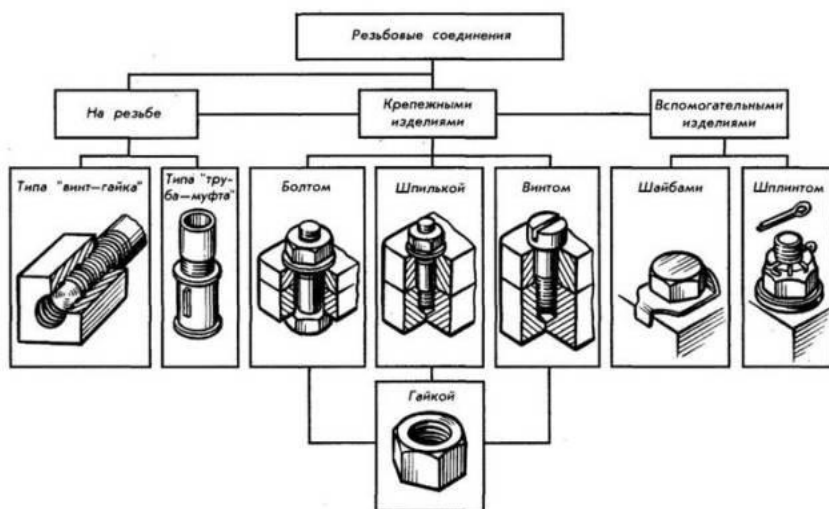 Резьбовые соединения
На резьбе
Крепежными
изделиями
Вспомогательными
изделиями
Типа "винт—гайка"
Типа "тру-
ба—муфта"
Болтом
Шпилькой
Винтом
Шайбами
Шплинтом
Гайкой